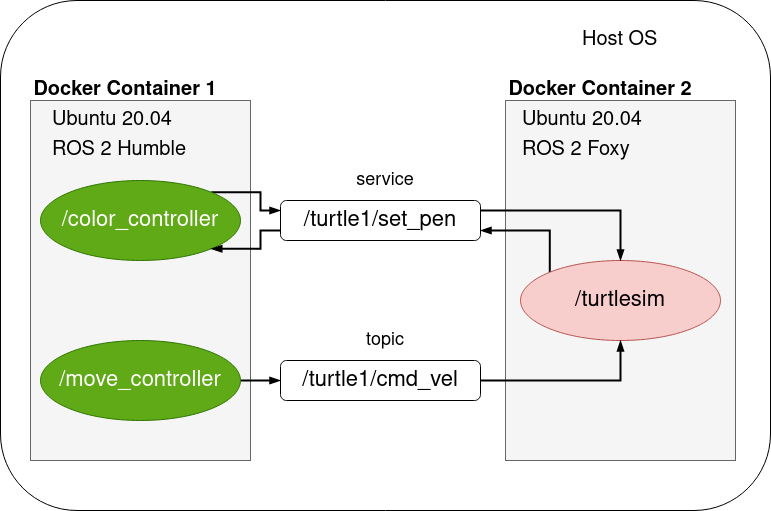 Host OS
Docker Container 1
Ubuntu 20.04
ROS 2 Humble
/color_controller
/move_controller
service
/turtle1/set_pen
topic
/turtle1/cmd_vel
Docker Container 2
Ubuntu 20.04
ROS 2 Foxy
/turtlesim